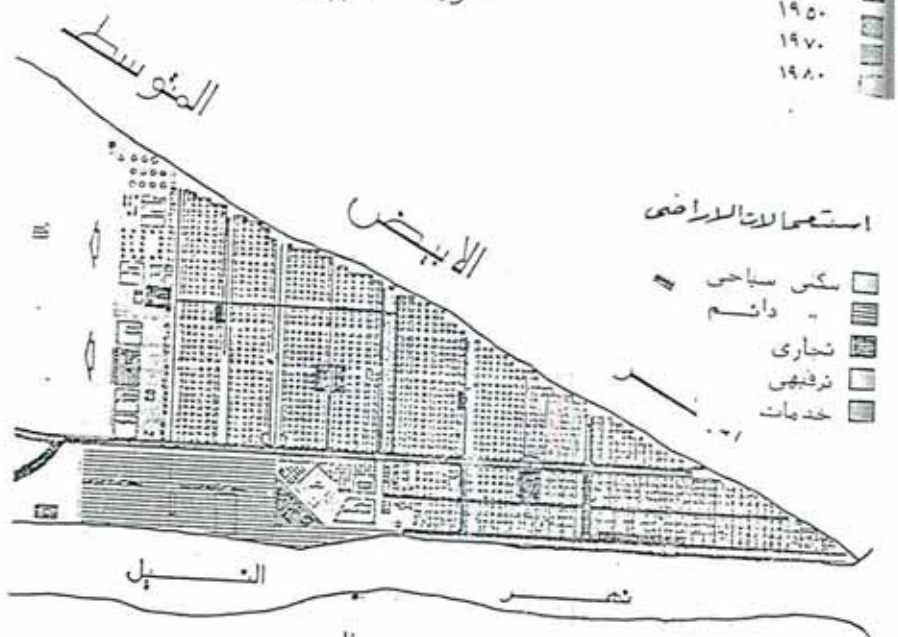 ١٩٥٠
١٩٧٠
١٩٨٠
المتوسط
الابيض
استعمالات الاراضى
سكنى سياحى
" دائم
تجارى
ترفيهى
خدمات
نهر النيل